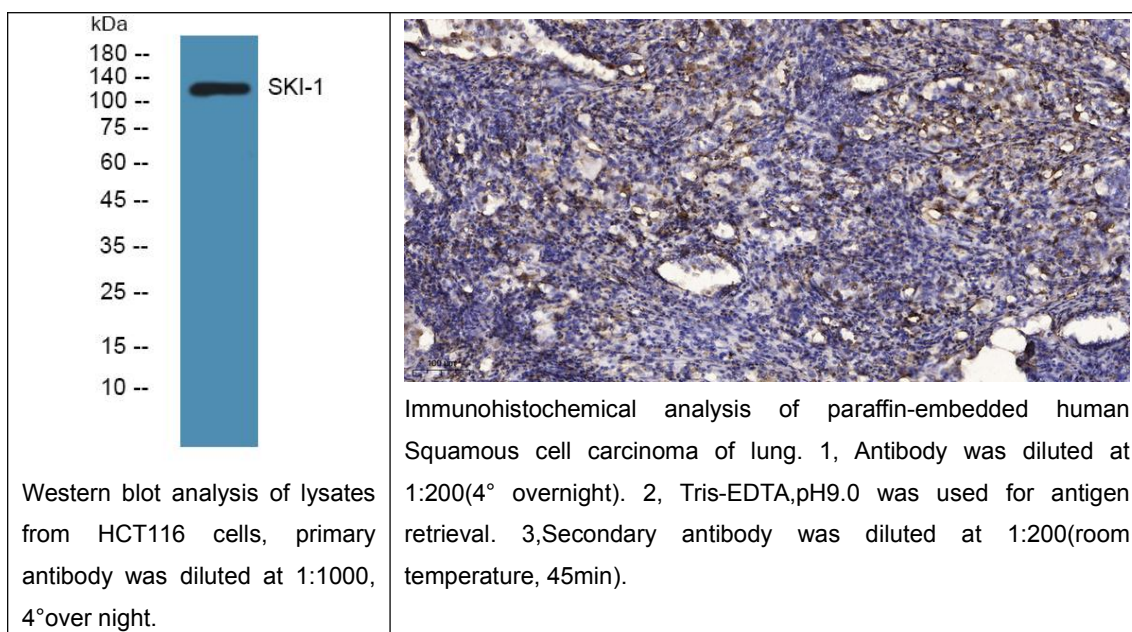 kDa
180 --
140 --
100 --
SKI-1
75 --
60 --
45 --
35 --
25 --
15 --
10 --
Western blot analysis of lysates
from HCT116 cells, primary
antibody was diluted at 1:1000,
4°over night.
100 um
Immunohistochemical analysis of paraffin-embedded human
Squamous cell carcinoma of lung. 1, Antibody was diluted at
1:200(4° overnight). 2, Tris-EDTA,pH9.0 was used for antigen
retrieval. 3,Secondary antibody was diluted at 1:200(room
temperature, 45min).